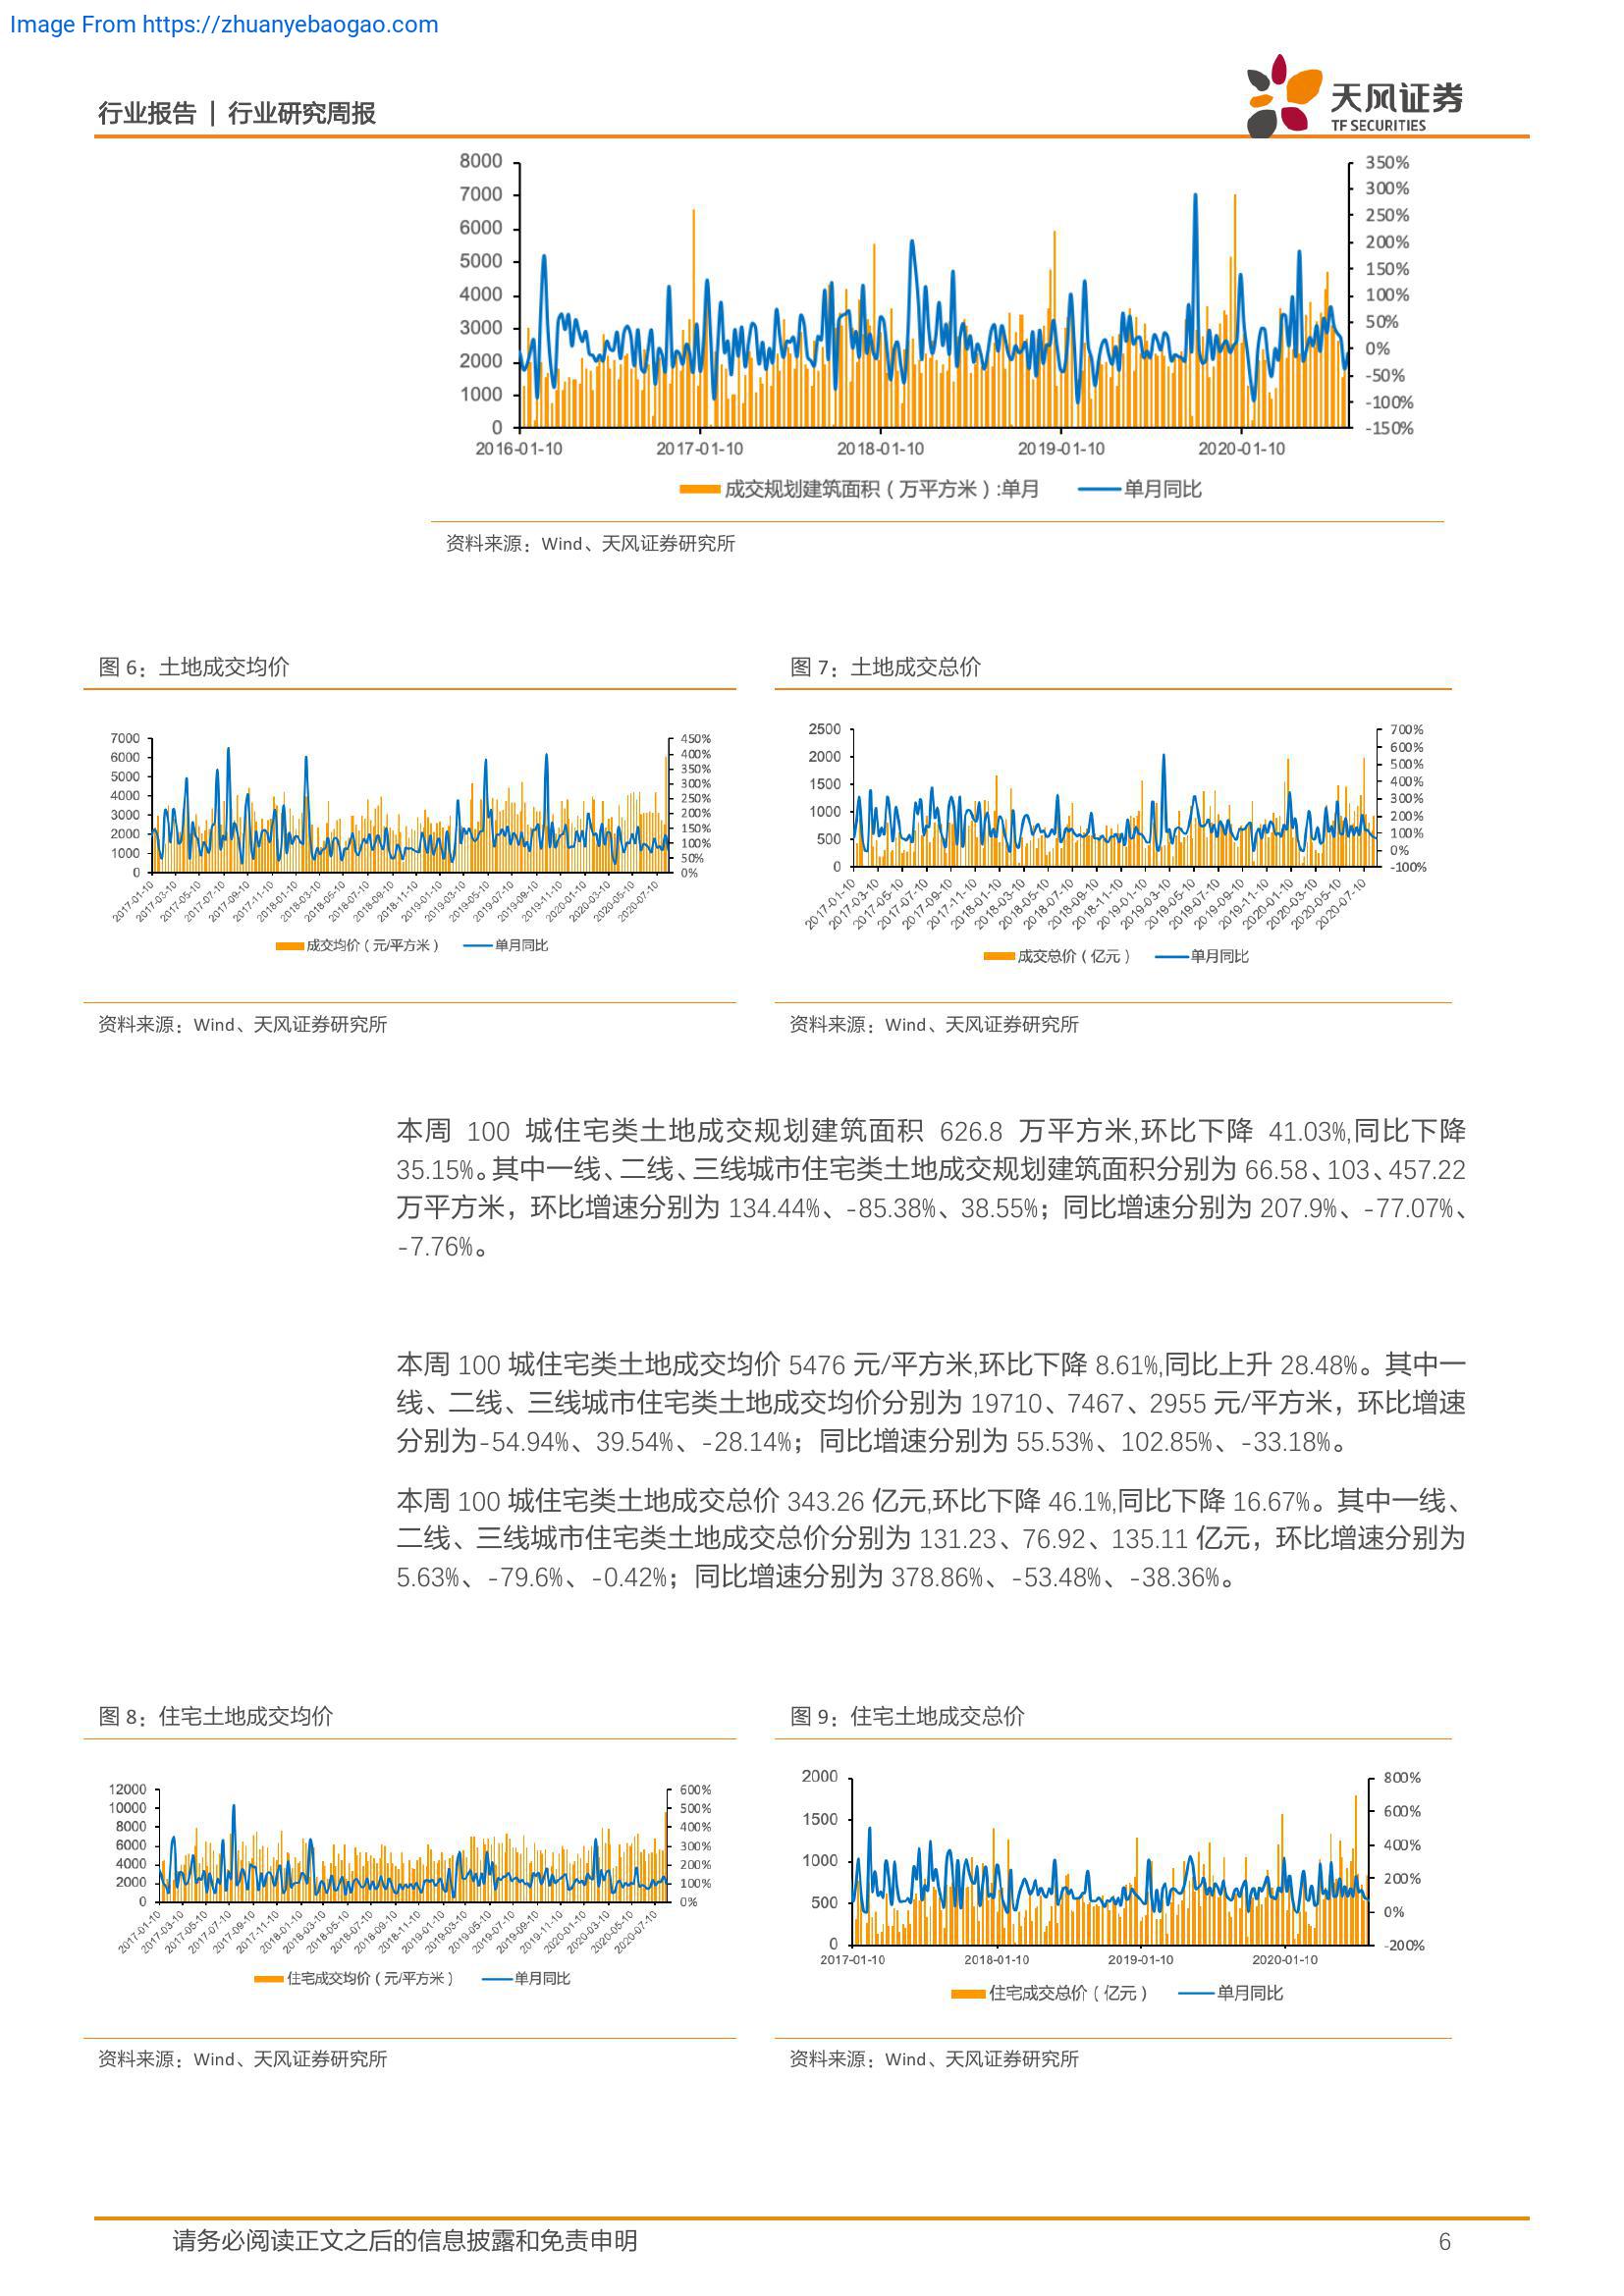 Image From https://zhuanyebaogao.com
行业报告 | 行业研究周报
天风证券
TF SECURITIES
8000
7000
6000
5000
4000
3000
2000
1000
0
350%
300%
250%
200%
150%
100%
50%
0%
-50%
-100%
-150%
2016-01-10 2017-01-10 2018-01-10 2019-01-10 2020-01-10
成交规划建筑面积（万平方米）:单月 单月同比
资料来源：Wind、天风证券研究所
图 6：土地成交均价
7000
6000
5000
4000
3000
2000
1000
0
450%
400%
350%
300%
250%
200%
150%
100%
50%
0%
2017-01-10 2017-03-10 2017-05-10 2017-07-10 2017-09-10 2017-11-10 2018-01-10 2018-03-10 2018-05-10 2018-07-10 2018-09-10 2018-11-10 2019-01-10 2019-03-10 2019-05-10 2019-07-10 2019-09-10 2019-11-10 2020-01-10 2020-03-10 2020-05-10 2020-07-10
成交均价（元/平方米） 单月同比
资料来源：Wind、天风证券研究所
图 7：土地成交总价
2500
2000
1500
1000
500
0
700%
600%
500%
400%
300%
200%
100%
0%
-100%
2017-01-10 2017-03-10 2017-05-10 2017-07-10 2017-09-10 2017-11-10 2018-01-10 2018-03-10 2018-05-10 2018-07-10 2018-09-10 2018-11-10 2019-01-10 2019-03-10 2019-05-10 2019-07-10 2019-09-10 2019-11-10 2020-01-10 2020-03-10 2020-05-10 2020-07-10
成交总价（亿元） 单月同比
资料来源：Wind、天风证券研究所
本周 100 城住宅类土地成交规划建筑面积 626.8 万平方米,环比下降 41.03%,同比下降
35.15%。其中一线、二线、三线城市住宅类土地成交规划建筑面积分别为 66.58、103、457.22
万平方米，环比增速分别为 134.44%、-85.38%、38.55%；同比增速分别为 207.9%、-77.07%、
-7.76%。
本周 100 城住宅类土地成交均价 5476 元/平方米,环比下降 8.61%,同比上升 28.48%。其中一
线、二线、三线城市住宅类土地成交均价分别为 19710、7467、2955 元/平方米，环比增速
分别为-54.94%、39.54%、-28.14%；同比增速分别为 55.53%、102.85%、-33.18%。
本周 100 城住宅类土地成交总价 343.26 亿元,环比下降 46.1%,同比下降 16.67%。其中一线、
二线、三线城市住宅类土地成交总价分别为 131.23、76.92、135.11 亿元，环比增速分别为
5.63%、-79.6%、-0.42%；同比增速分别为 378.86%、-53.48%、-38.36%。
图 8：住宅土地成交均价
12000
10000
8000
6000
4000
2000
0
600%
500%
400%
300%
200%
100%
0%
2017-01-10 2017-03-10 2017-05-10 2017-07-10 2017-09-10 2017-11-10 2018-01-10 2018-03-10 2018-05-10 2018-07-10 2018-09-10 2018-11-10 2019-01-10 2019-03-10 2019-05-10 2019-07-10 2019-09-10 2019-11-10 2020-01-10 2020-03-10 2020-05-10 2020-07-10
住宅成交均价（元/平方米） 单月同比
资料来源：Wind、天风证券研究所
图 9：住宅土地成交总价
2000
1500
1000
500
0
800%
600%
400%
200%
0%
-200%
2017-01-10 2018-01-10 2019-01-10 2020-01-10
住宅成交总价（亿元） 单月同比
资料来源：Wind、天风证券研究所
请务必阅读正文之后的信息披露和免责申明 6